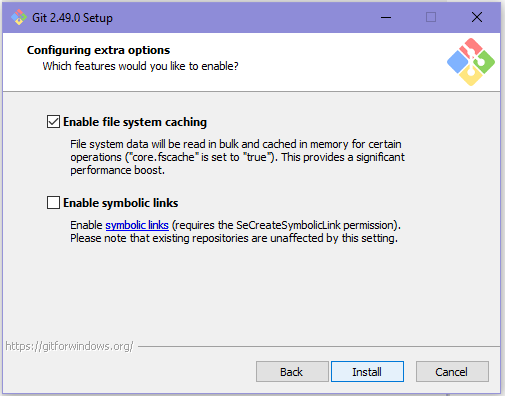 Git 2.49.0 Setup
Configuring extra options
Which features would you like to enable?
Enable file system caching
File system data will be read in bulk and cached in memory for certain
operations ("core.fscache" is set to "true"). This provides a significant
performance boost.
Enable symbolic links
Enable symbolic links (requires the SeCreateSymbolicLink permission).
Please note that existing repositories are unaffected by this setting.
https://gitforwindows.org/
Back Install Cancel